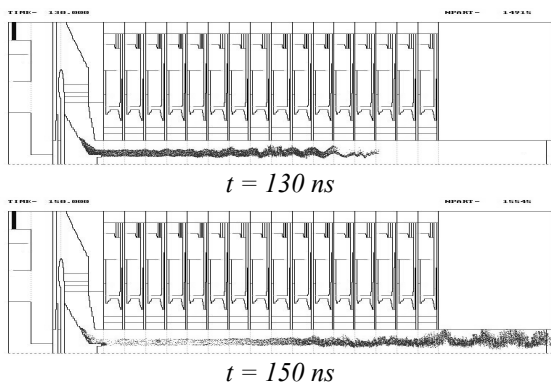 TIME- 130.000 NPART- 14915
t = 130 ns
TIME- 150.000 NPART- 15545
t = 150 ns